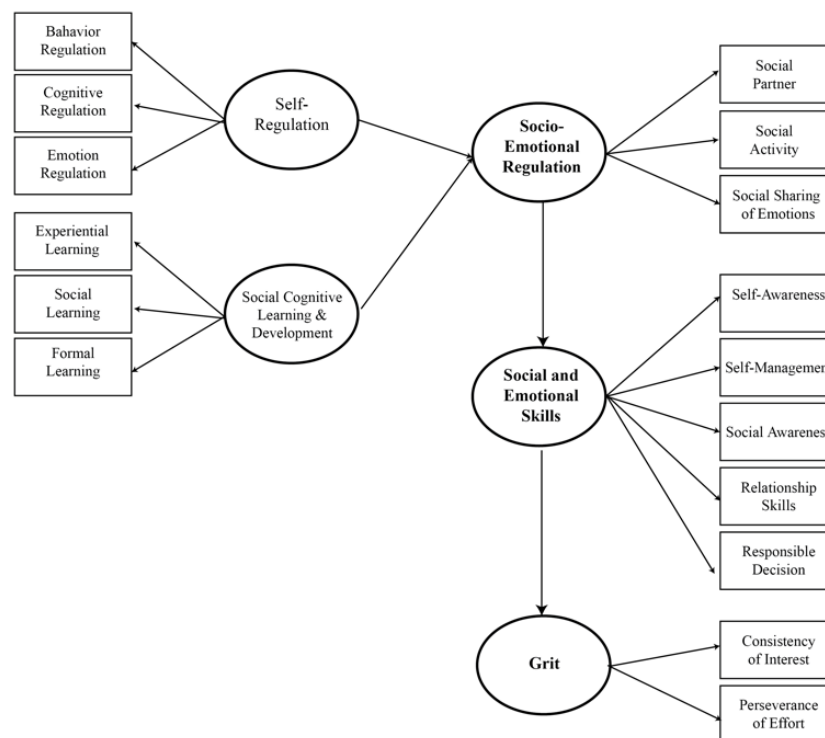 Bahavior
Regulation
Cognitive
Regulation
Emotion
Regulation
Experiential
Learning
Social
Learning
Formal
Learning
Self-
Regulation
Social Cognitive
Learning &
Development
Socio-
Emotional
Regulation
Social and
Emotional
Skills
Grit
Social
Partner
Social
Activity
Social Sharing
of Emotions
Self-Awareness
Self-Managemen
Social Awarenes
Relationship
Skills
Responsible
Decision
Consistency
of Interest
Perseverance
of Effort